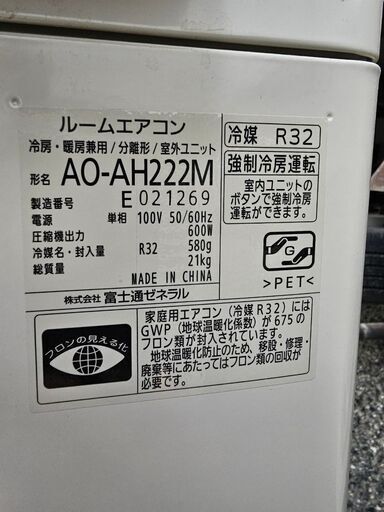 ルームエアコン
冷房・暖房兼用/分離形/室外ユニット
形名 AO-AH222M
製造番号 E 021269
電源 単相 100V 50/60Hz
圧縮機出力 600W
冷媒名・封入量 R32 580g
総質量 21kg
MADE IN CHINA
株式会社 富士通ゼネラル
冷媒 R32
強制冷房運転
室内ユニットの
ボタンで強制冷房
運転ができます。
G
>PET<
フロンの見える化
家庭用エアコン(冷媒R32)には
GWP(地球温暖化係数)が675の
フロン類が封入されています。
地球温暖化防止のため、移設・修理・
廃棄等にあたってはフロン類の回収が
必要です。